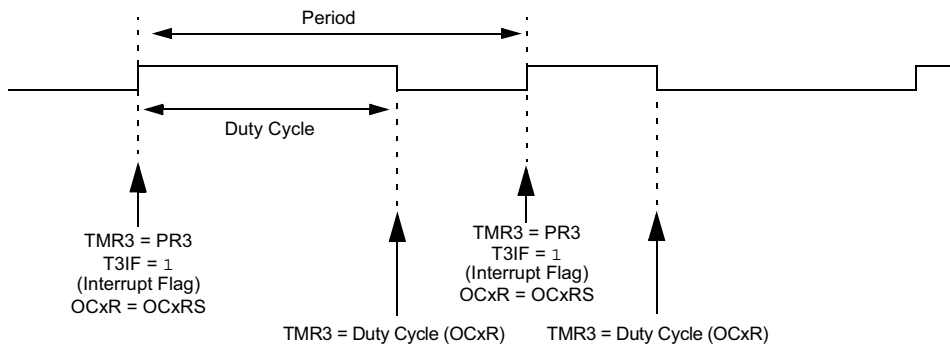 Period
Duty Cycle
TMR3 = PR3
T3IF = 1
(Interrupt Flag)
OCxR = OCxRS
TMR3 = PR3
T3IF = 1
(Interrupt Flag)
OCxR = OCxRS
TMR3 = Duty Cycle (OCxR)
TMR3 = Duty Cycle (OCxR)